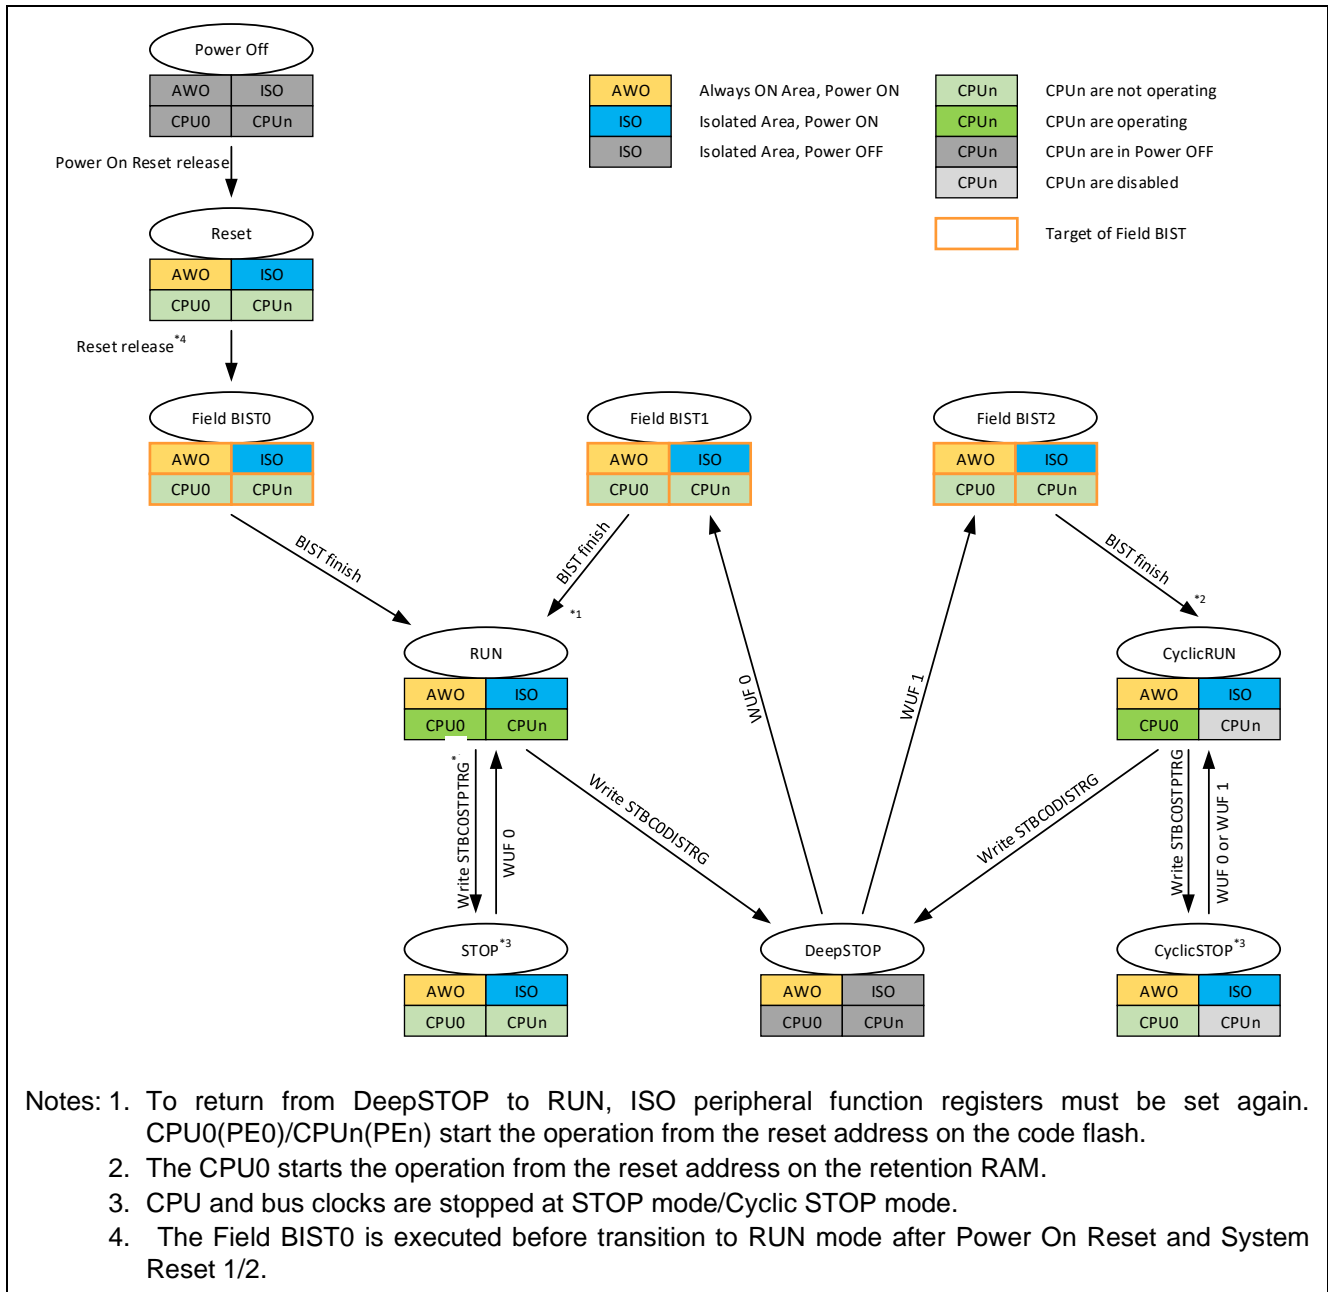 Power Off
AWO ISO
CPU0 CPUn
AWO Always ON Area, Power ON
ISO Isolated Area, Power ON
ISO Isolated Area, Power OFF
CPUn CPUn are not operating
CPUn CPUn are operating
CPUn CPUn are in Power OFF
CPUn CPUn are disabled
Target of Field BIST
Power On Reset release
Reset
AWO ISO
CPU0 CPUn
Reset release*4
Field BIST0
AWO ISO
CPU0 CPUn
Field BIST1
AWO ISO
CPU0 CPUn
Field BIST2
AWO ISO
CPU0 CPUn
BIST finish
BIST finish
*1
BIST finish
*2
RUN
AWO ISO
CPU0 CPUn
WUF 0
WUF 1
CyclicRUN
AWO ISO
CPU0 CPUn
Write STBC0STPTRG*
WUF 0
Write STBC0DISTRG
Write STBC0DISTRG
Write STBC0STPTRG
WUF 0 or WUF 1
STOP*3
AWO ISO
CPU0 CPUn
DeepSTOP
AWO ISO
CPU0 CPUn
CyclicSTOP*3
AWO ISO
CPU0 CPUn
Notes: 1. To return from DeepSTOP to RUN, ISO peripheral function registers must be set again.
CPU0(PE0)/CPUn(PEn) start the operation from the reset address on the code flash.
2. The CPU0 starts the operation from the reset address on the retention RAM.
3. CPU and bus clocks are stopped at STOP mode/Cyclic STOP mode.
4. The Field BIST0 is executed before transition to RUN mode after Power On Reset and System
Reset 1/2.